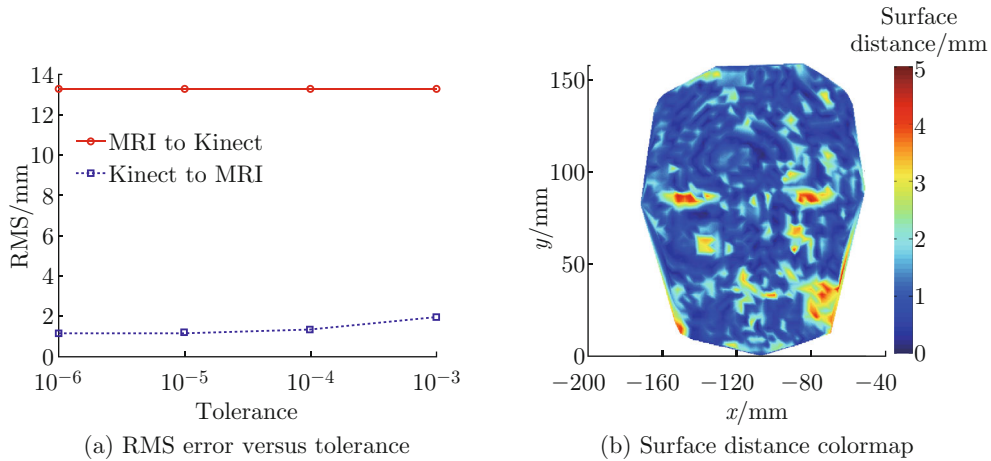 14
12
10
8
6
4
2
0
RMS/mm
MRI to Kinect
Kinect to MRI
10⁻⁶ 10⁻⁵ 10⁻⁴ 10⁻³
Tolerance
(a) RMS error versus tolerance
Surface
distance/mm
150
100
50
0
y/mm
5
4
3
2
1
0
−200 −160 −120 −80 −40
x/mm
(b) Surface distance colormap